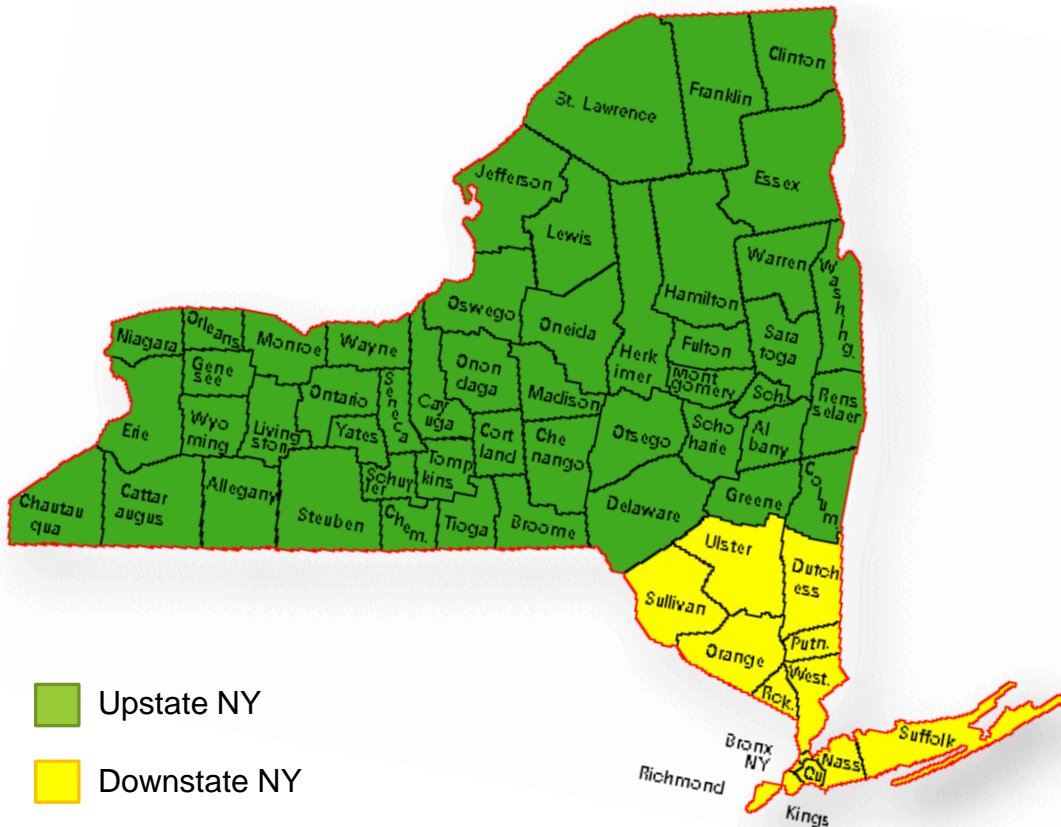 Clinton
Franklin
St. Lawrence
Essex
Jefferson
Lewis
Warren
Washing.
Hamilton
Oswego
Oneida
Herk
imer
Fulton
Sara
toga
Niagara
Orleans
Monroe
Wayne
Gene
see
Onon
daga
Madison
Mont
gomery
Sch.
Rens
selaer
Erie
Wyo
ming
Living
ston
Ontario
Yates
Seneca
Cay
uga
Cort
land
Che
nango
Otsego
Scho
harie
Al
bany
Tomp
kins
Schuy
ler
Chautau
qua
Cattar
augus
Allegany
Steuben
Chem.
Tioga
Broome
Delaware
Greene
Colum.
Ulster
Dutch
ess
Sullivan
Orange
Putn.
West.
Rck.
Upstate NY
Downstate NY
Bronx
NY
Richmond
Kings
Qu
Nass
Suffolk